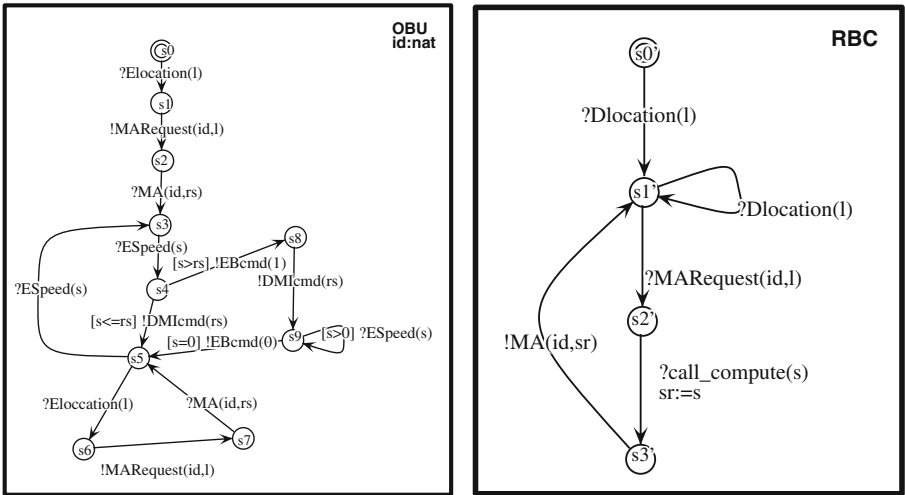 OBU
id:nat
s0
?Elocation(l)
s1
!MARequest(id,l)
s2
?MA(id,rs)
s3
?ESpeed(s)
s8
[s>rs] !EBcmd(1)
s4
!DMIcmd(rs)
?ESpeed(s)
[s<=rs] !DMIcmd(rs)
[s=0] !EBcmd(0)
s9
[s>0] ?ESpeed(s)
s5
?Eloccation(l)
?MA(id,rs)
s6
s7
!MARequest(id,l)
RBC
s0'
?Dlocation(l)
s1'
?Dlocation(l)
?MARequest(id,l)
s2'
!MA(id,sr)
?call_compute(s)
sr:=s
s3'